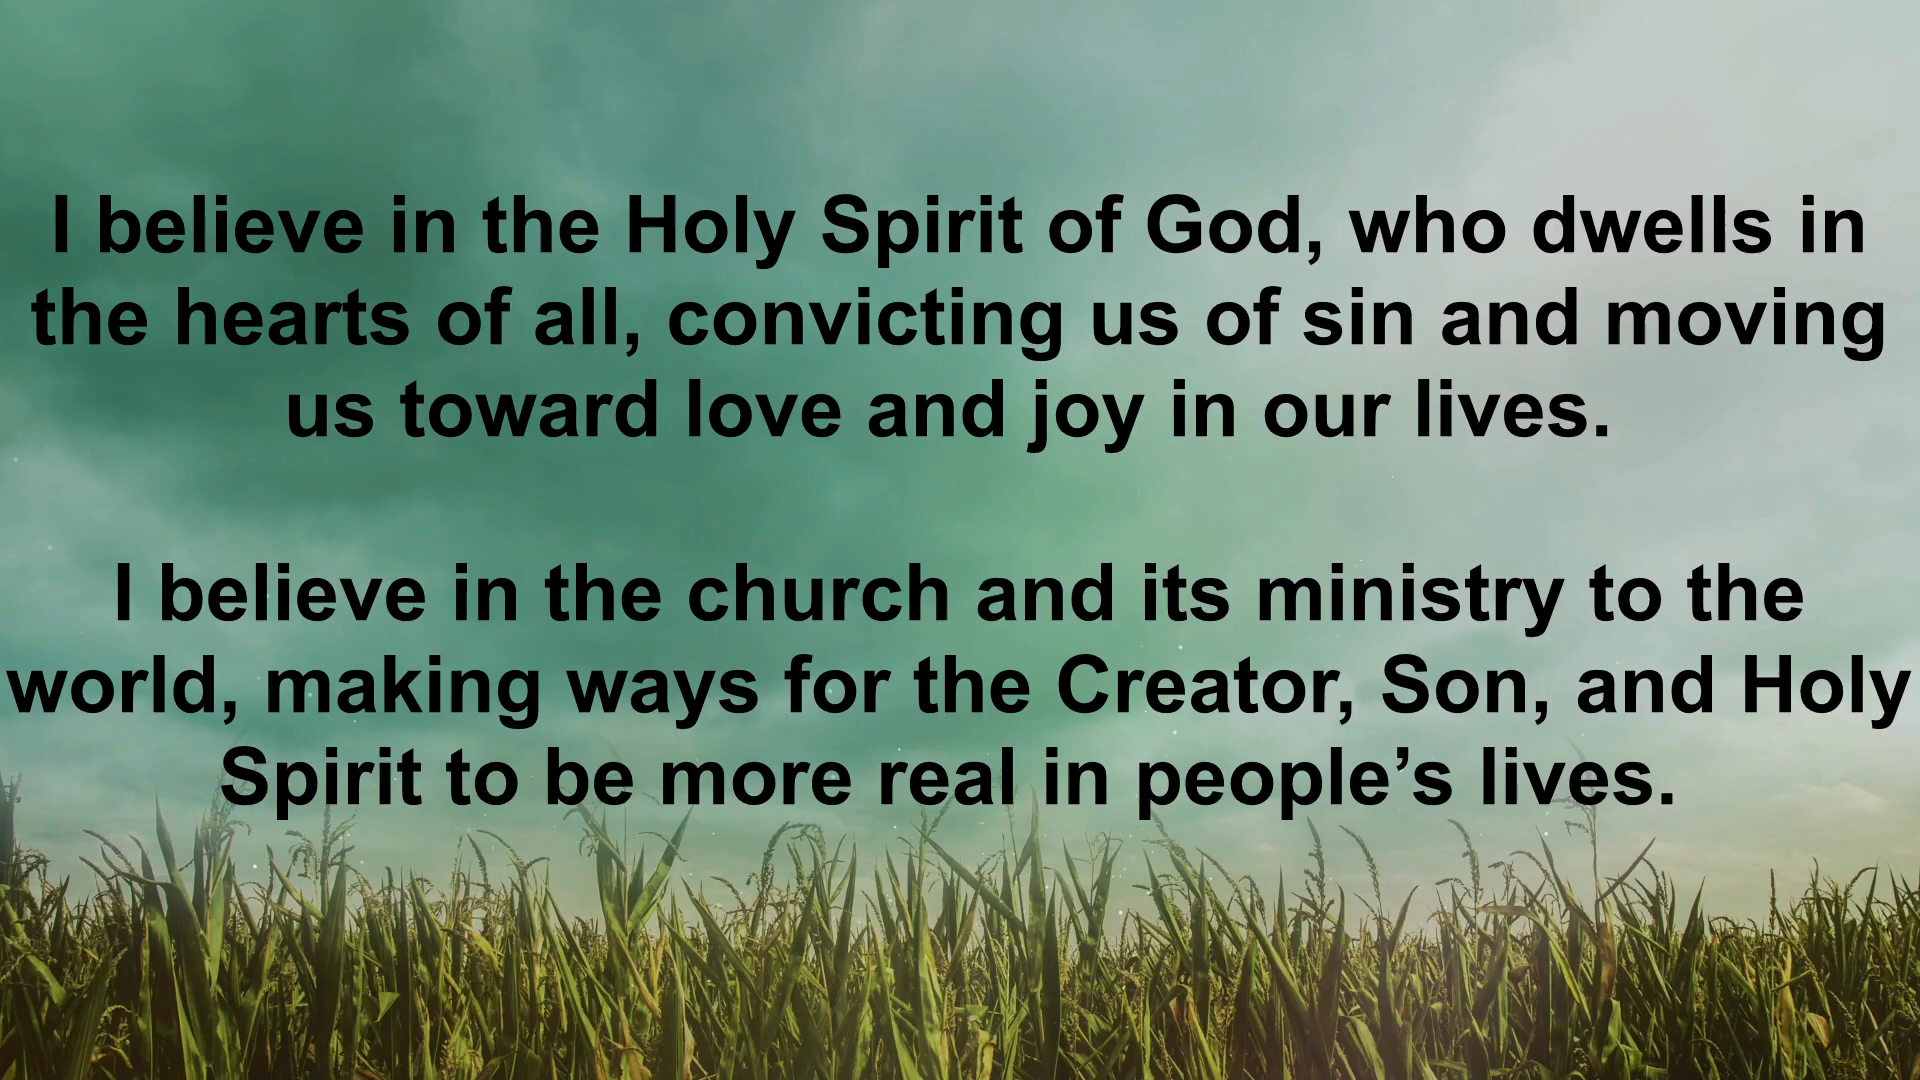 I believe in the Holy Spirit of God, who dwells in
the hearts of all, convicting us of sin and moving
us toward love and joy in our lives.
I believe in the church and its ministry to the
world, making ways for the Creator, Son, and Holy
Spirit to be more real in people’s lives.